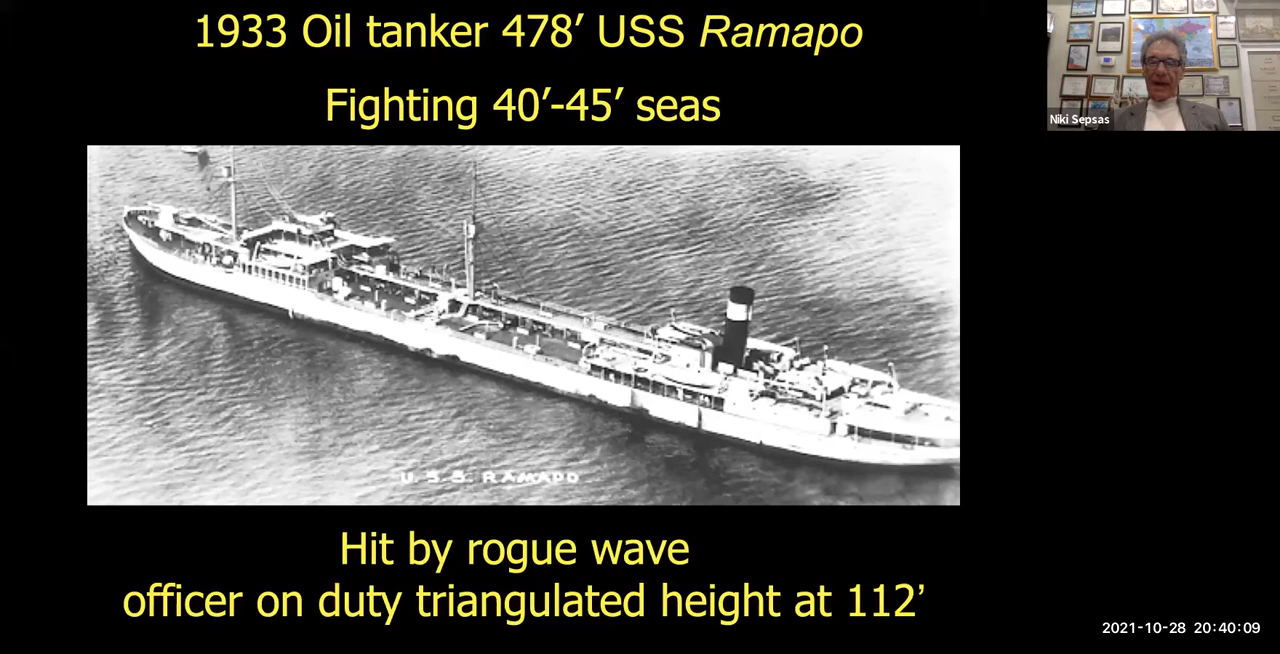 1933 Oil tanker 478′ USS Ramapo
Fighting 40′-45′ seas
Niki Sepsas
U. S. S. RAMAPO
Hit by rogue wave
officer on duty triangulated height at 112’
2021-10-28 20:40:09